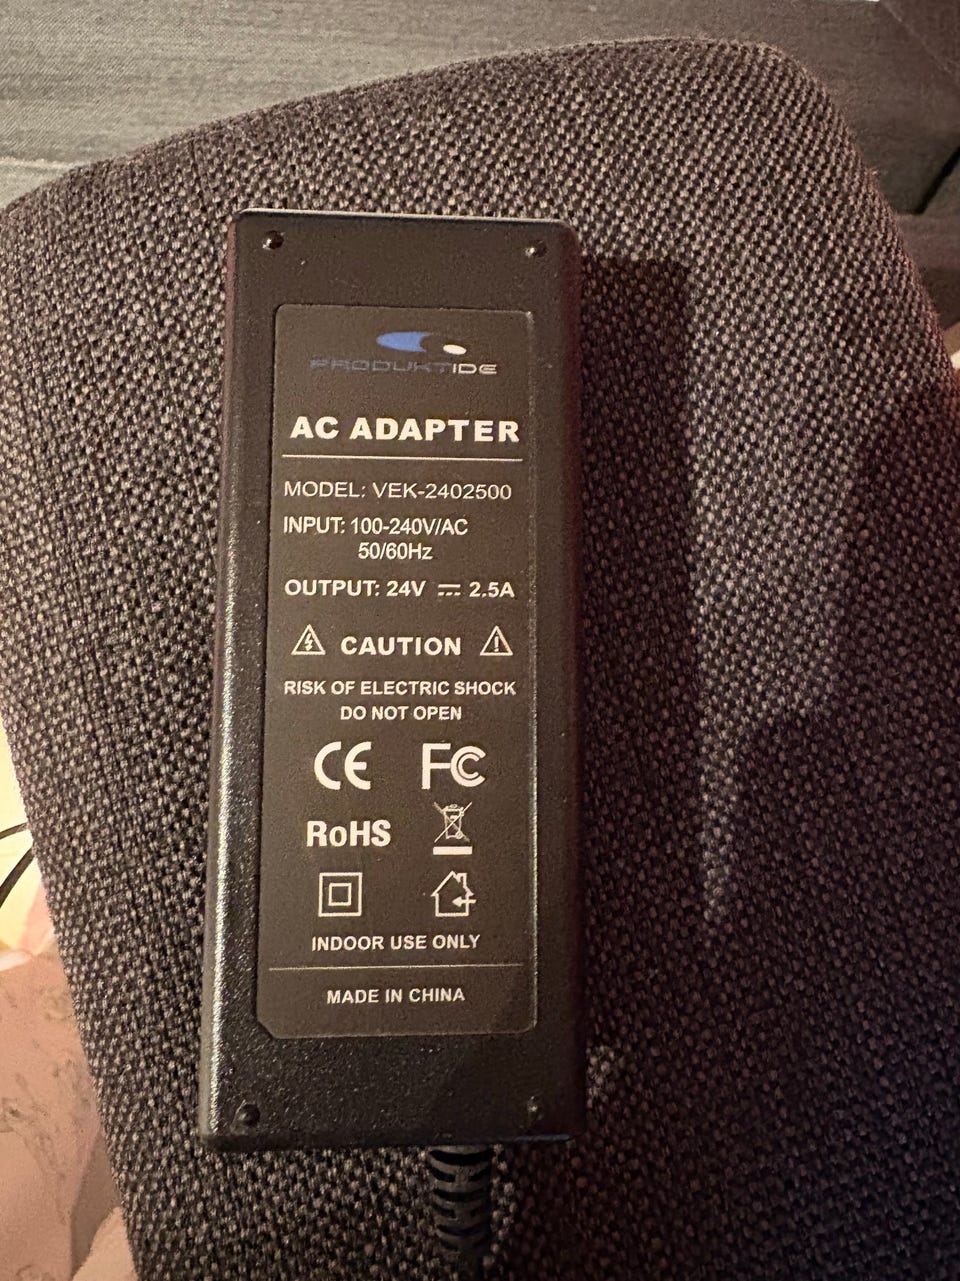 PRODUKTIDE
AC ADAPTER
MODEL: VEK-2402500
INPUT: 100-240V/AC
50/60Hz
OUTPUT: 24V ⎓ 2.5A
CAUTION
RISK OF ELECTRIC SHOCK
DO NOT OPEN
CE FC
RoHS
INDOOR USE ONLY
MADE IN CHINA